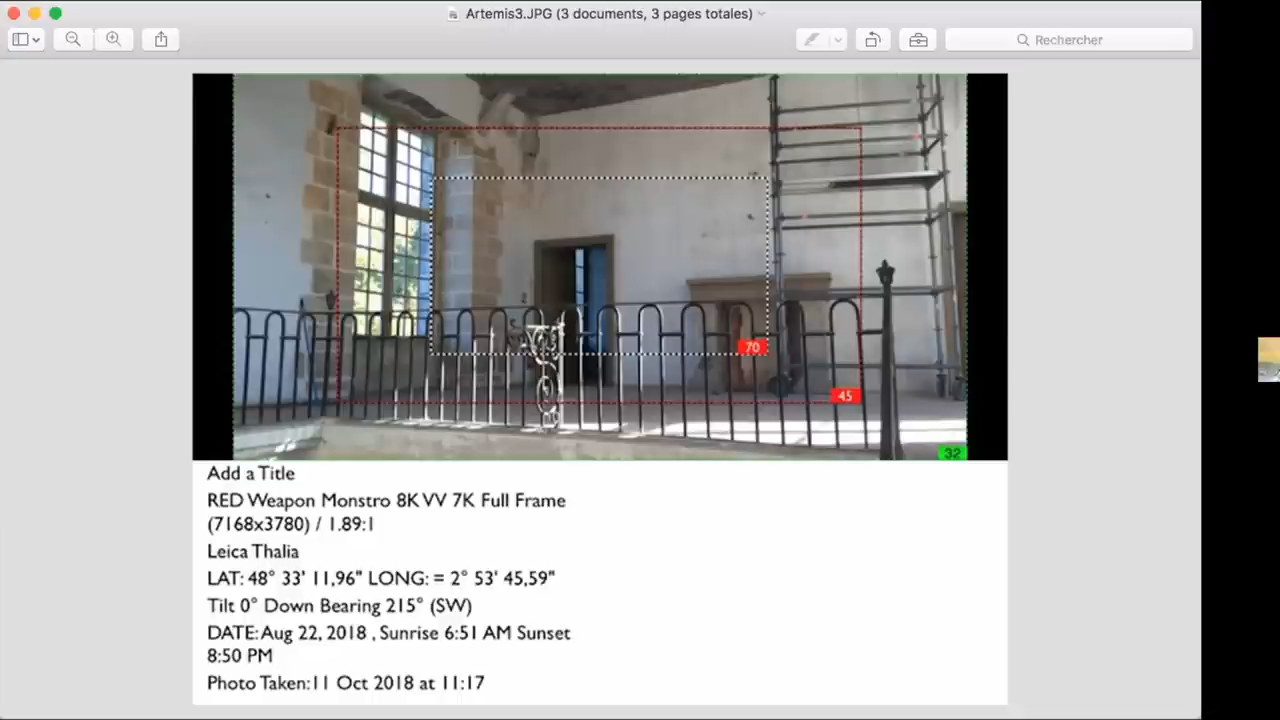 Artemis3.JPG (3 documents, 3 pages totales)
Rechercher
70
45
32
Add a Title
RED Weapon Monstro 8K VV 7K Full Frame
(7168x3780) / 1.89:1
Leica Thalia
LAT: 48° 33' 11,96" LONG: = 2° 53' 45,59"
Tilt 0° Down Bearing 215° (SW)
DATE: Aug 22, 2018 , Sunrise 6:51 AM Sunset
8:50 PM
Photo Taken:11 Oct 2018 at 11:17